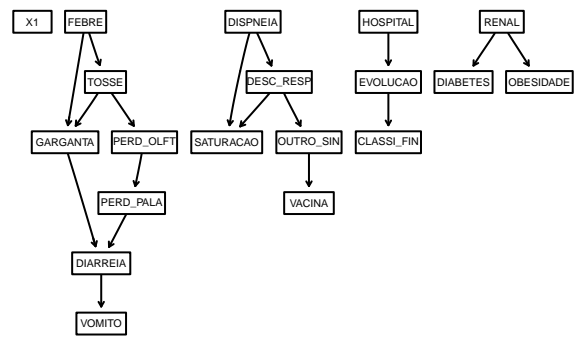 X1 FEBRE DISPNEIA HOSPITAL RENAL
TOSSE DESC_RESP EVOLUCAO DIABETES OBESIDADE
GARGANTA PERD_OLFT SATURACAO OUTRO_SIN CLASSI_FIN
PERD_PALA VACINA
DIARREIA
VOMITO